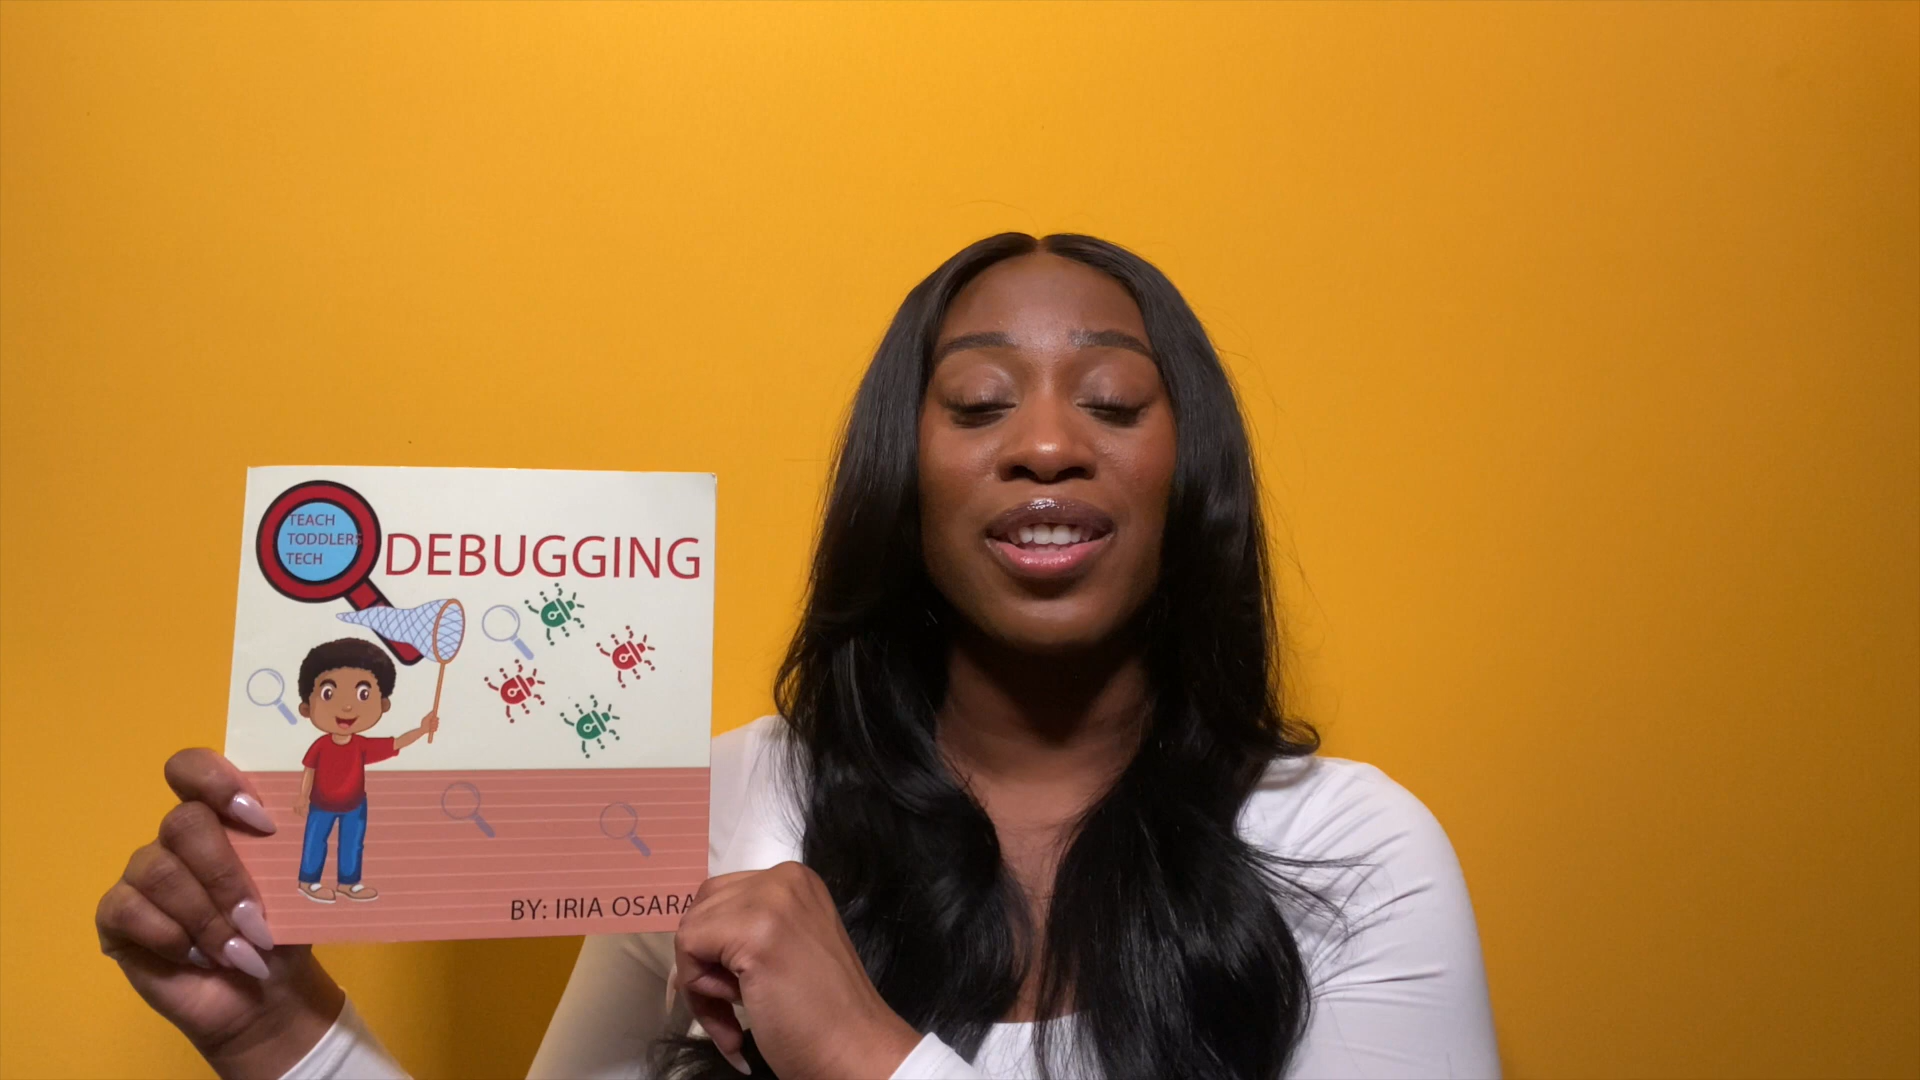 TEACH
TODDLERS
TECH
DEBUGGING
BY: IRIA OSARA